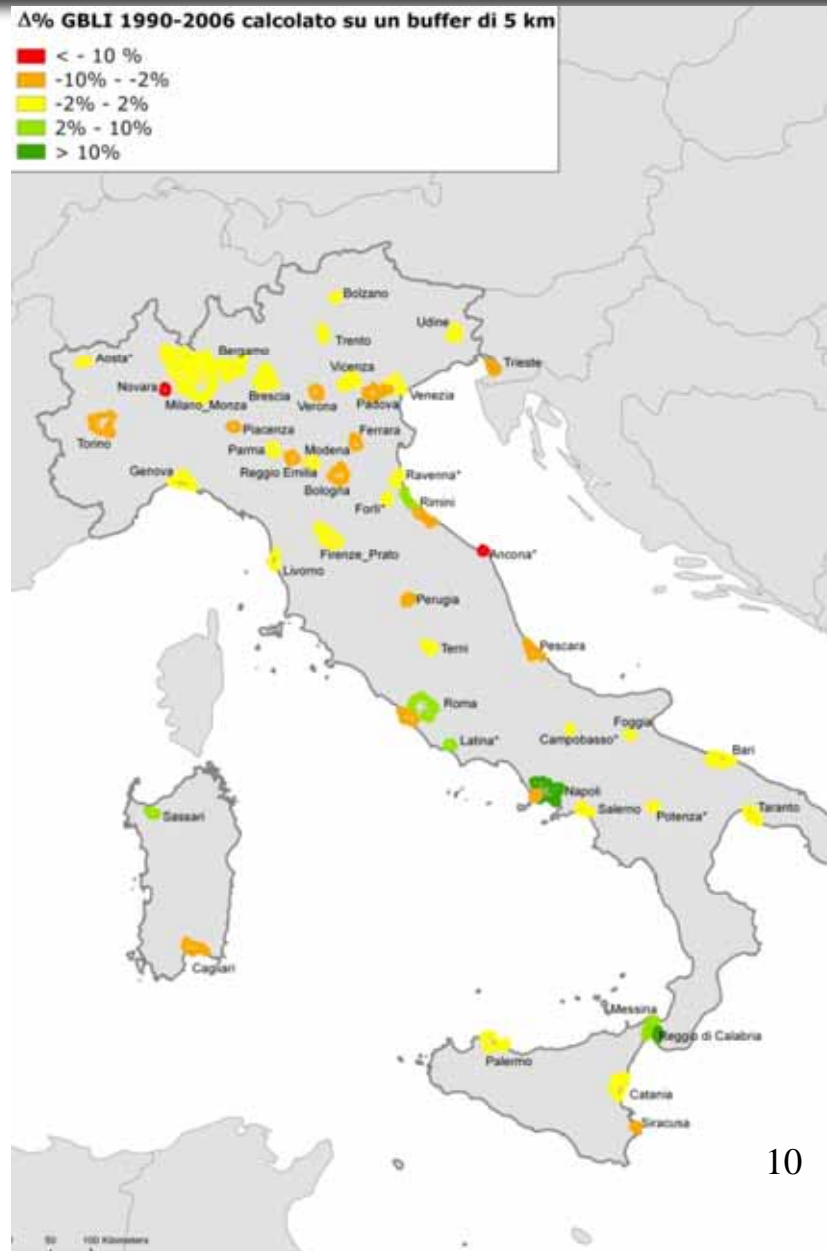 Δ% GBLI 1990-2006 calcolato su un buffer di 5 km
< - 10 %
-10% - -2%
-2% - 2%
2% - 10%
> 10%
Bolzano
Udine
Trento
Aosta*
Bergamo
Vicenza
Trieste
Novara
Milano_Monza
Brescia
Verona
Padova
Venezia
Torino
Piacenza
Ferrara
Parma
Modena
Genova
Reggio Emilia
Bologna
Ravenna*
Forlì*
Rimini
Firenze_Prato
Ancona*
Livorno
Perugia
Terni
Pescara
Roma
Latina*
Foggia
Campobasso*
Bari
Napoli
Salerno
Potenza*
Taranto
Sassari
Cagliari
Messina
Reggio di Calabria
Palermo
Catania
Siracusa
10
50 100 Kilometers